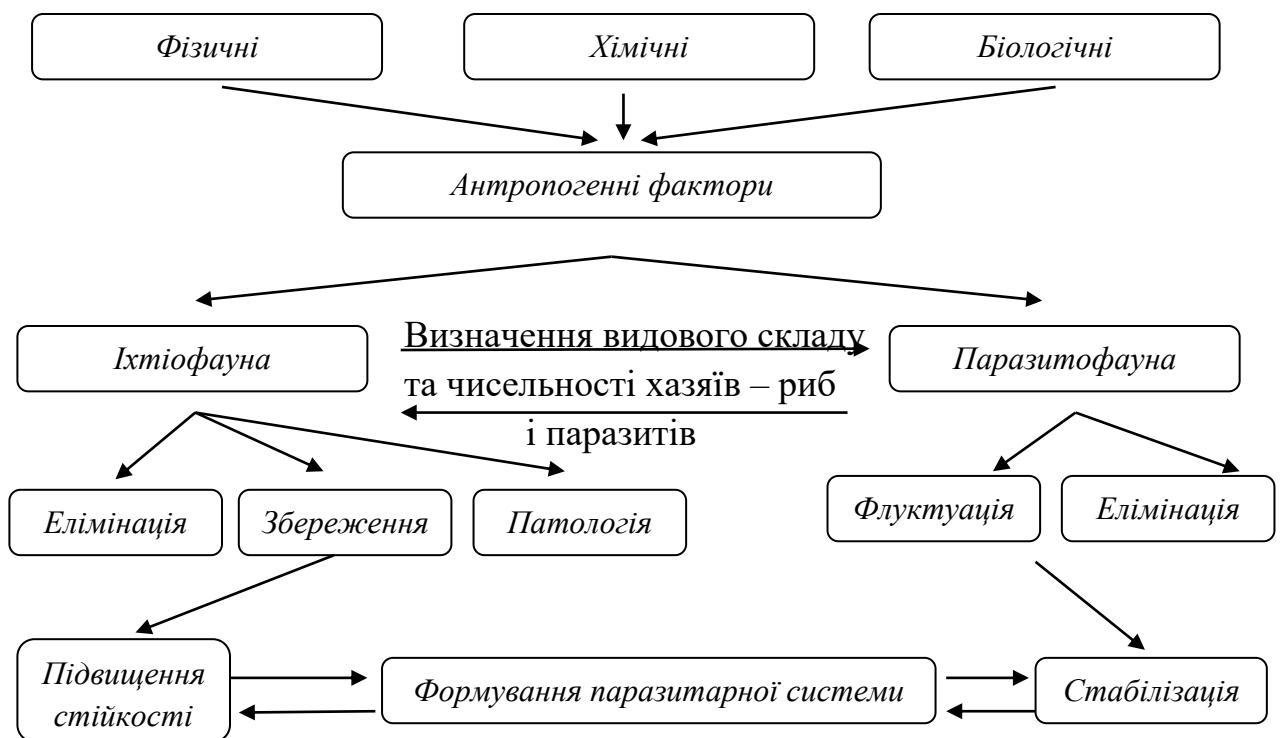 Фізичні
Хімічні
Біологічні
Антропогенні фактори
Іхтіофауна
Визначення видового складу
та чисельності хазяїв – риб
і паразитів
Паразитофауна
Елімінація
Збереження
Патологія
Флуктуація
Елімінація
Підвищення
стійкості
Формування паразитарної системи
Стабілізація